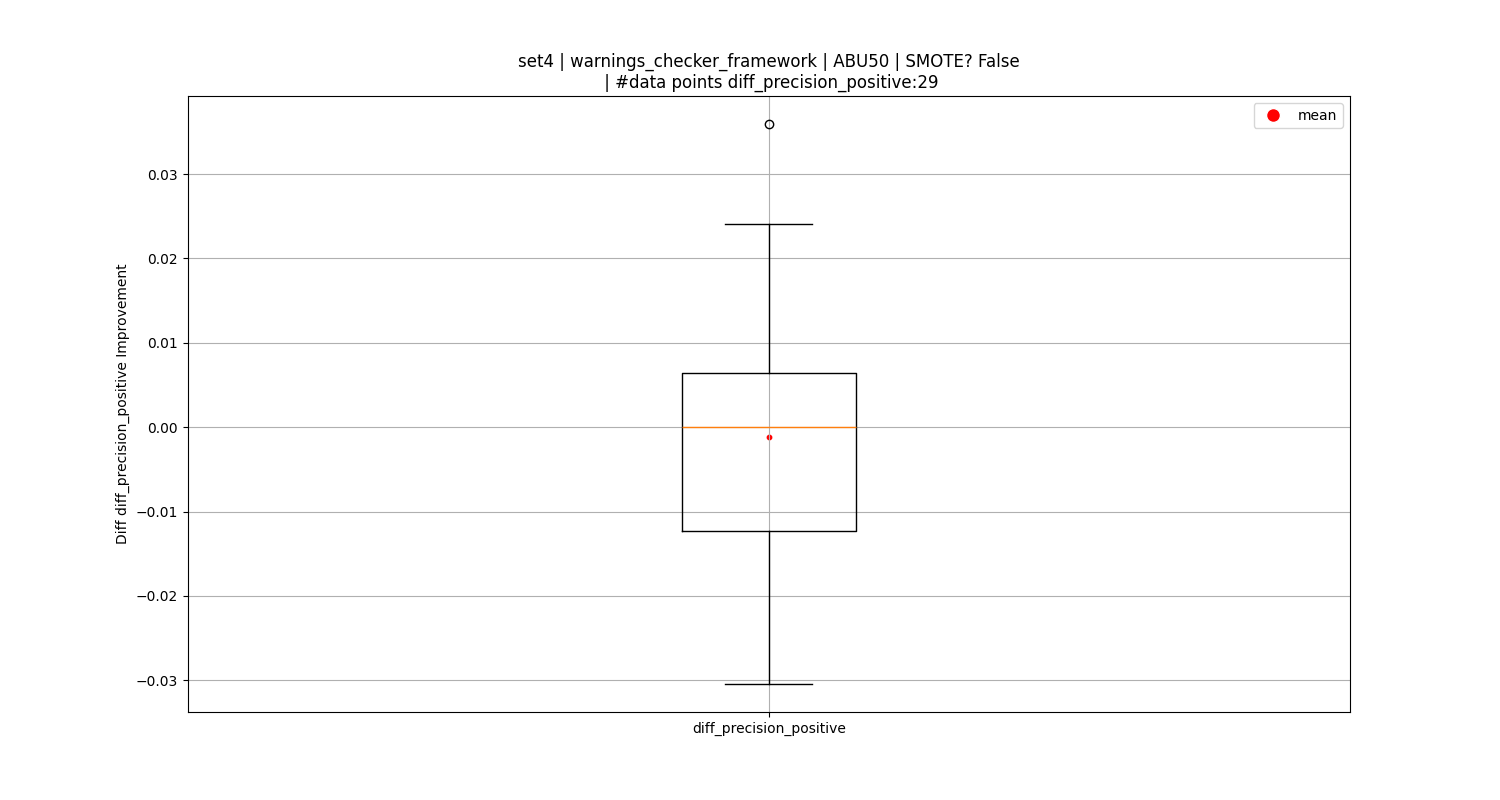 set4 | warnings_checker_framework | ABU50 | SMOTE? False
| #data points diff_precision_positive:29
mean
0.03
0.02
0.01
0.00
−0.01
−0.02
−0.03
Diff diff_precision_positive Improvement
diff_precision_positive